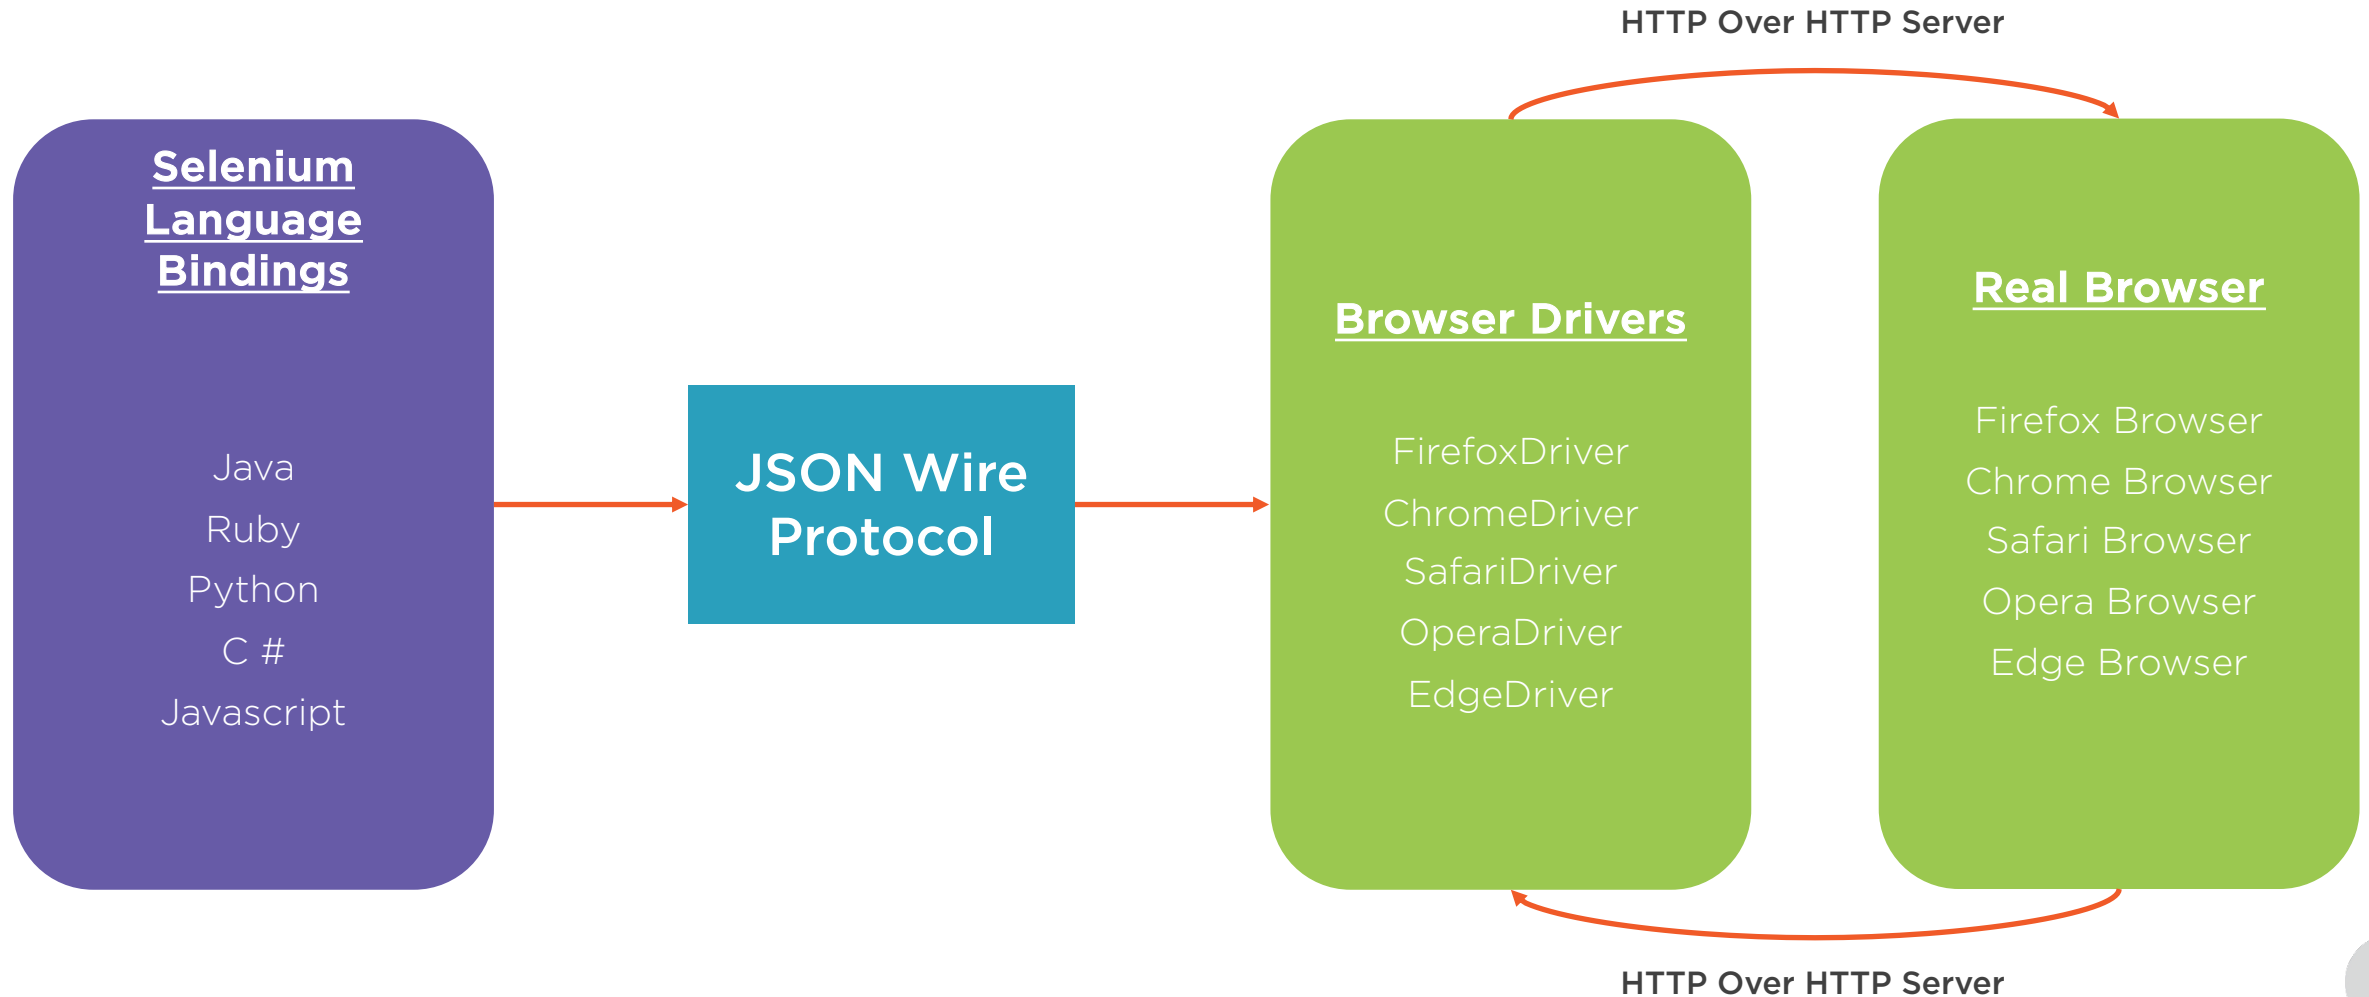 HTTP Over HTTP Server
Selenium
Language
Bindings
Java
Ruby
Python
C #
Javascript
JSON Wire
Protocol
Browser Drivers
FirefoxDriver
ChromeDriver
SafariDriver
OperaDriver
EdgeDriver
Real Browser
Firefox Browser
Chrome Browser
Safari Browser
Opera Browser
Edge Browser
HTTP Over HTTP Server